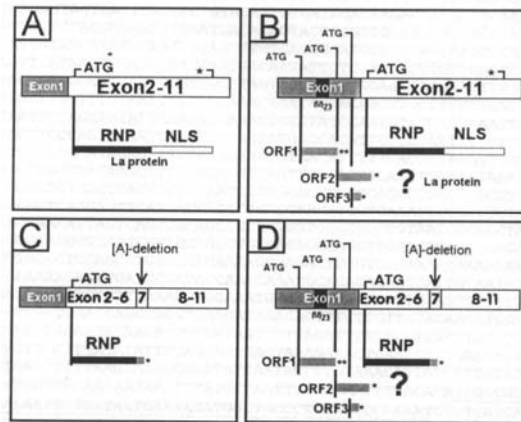 A
ATG
*
Exon1
Exon2-11
RNP
NLS
La protein
B
ATG
ATG
ATG
ATG
*
Exon1
Exon2-11
RNP
NLS
ORF1
**
ORF2
*
?
La protein
ORF3
*
C
[A]-deletion
ATG
Exon1
Exon 2-6
7
8-11
RNP
D
[A]-deletion
ATG
ATG
ATG
ATG
Exon1
Exon2-6
7
8-11
RNP
ORF1
**
*
?
ORF2
*
ORF3
*